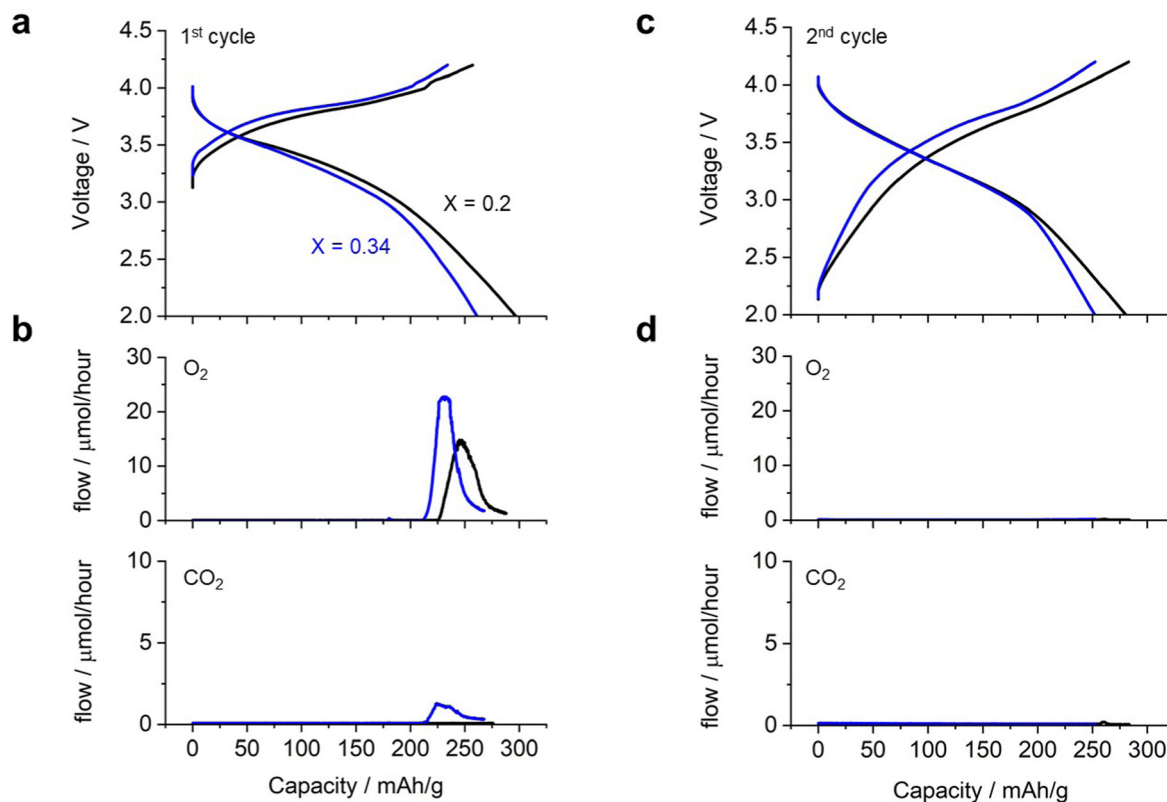 a
1st cycle
4.5
4.0
3.5
3.0
2.5
2.0
Voltage / V
X = 0.2
X = 0.34
b
O2
30
20
10
0
flow / μmol/hour
CO2
10
5
0
flow / μmol/hour
0 50 100 150 200 250 300
Capacity / mAh/g
c
2nd cycle
4.5
4.0
3.5
3.0
2.5
2.0
Voltage / V
d
O2
30
20
10
0
flow / μmol/hour
CO2
10
5
0
flow / μmol/hour
0 50 100 150 200 250 300
Capacity / mAh/g